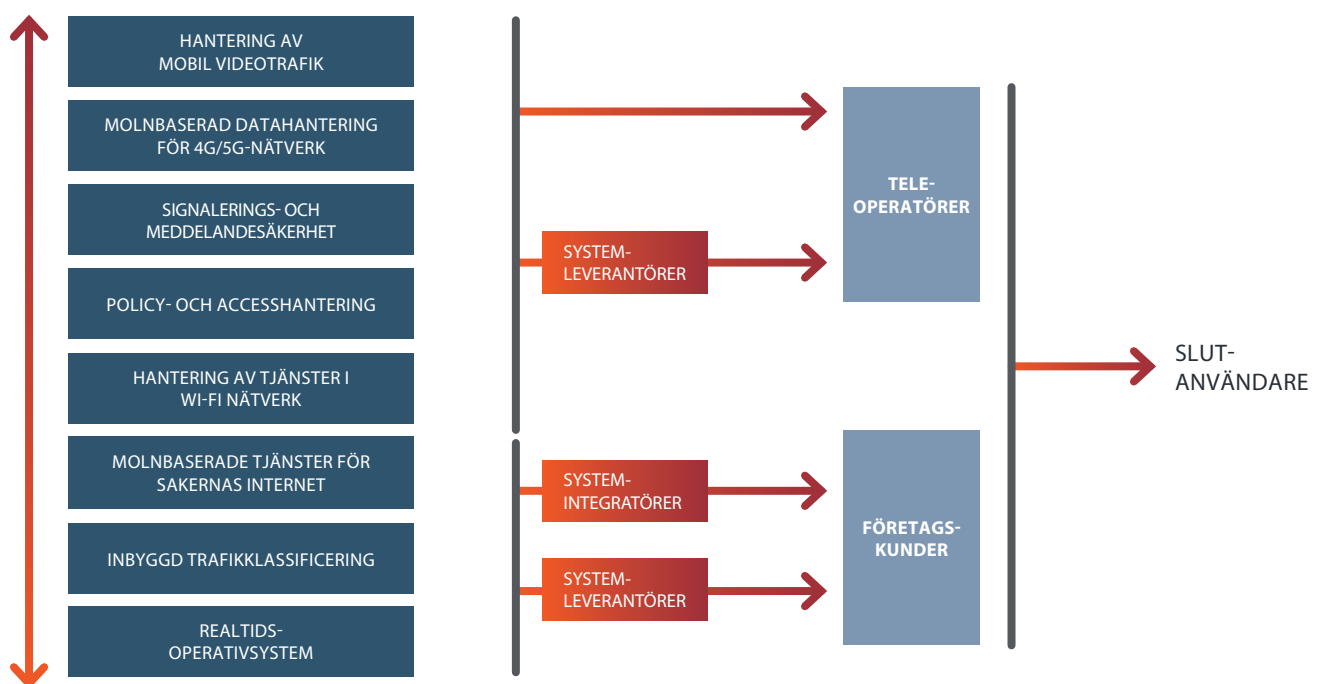 HANTERING AV
MOBIL VIDEOTRAFIK
MOLNBASERAD DATAHANTERING
FÖR 4G/5G-NÄTVERK
SIGNALERINGS- OCH
MEDDELANDESÄKERHET
POLICY- OCH ACCESSHANTERING
HANTERING AV TJÄNSTER I
WI-FI NÄTVERK
MOLNBASERADE TJÄNSTER FÖR
SAKERNAS INTERNET
INBYGGD TRAFIKKLASSIFICERING
REALTIDS-
OPERATIVSYSTEM
SYSTEM-
LEVERANTÖRER
SYSTEM-
INTEGRATÖRER
SYSTEM-
LEVERANTÖRER
TELE-
OPERATÖRER
FÖRETAGS-
KUNDER
SLUT-
ANVÄNDARE